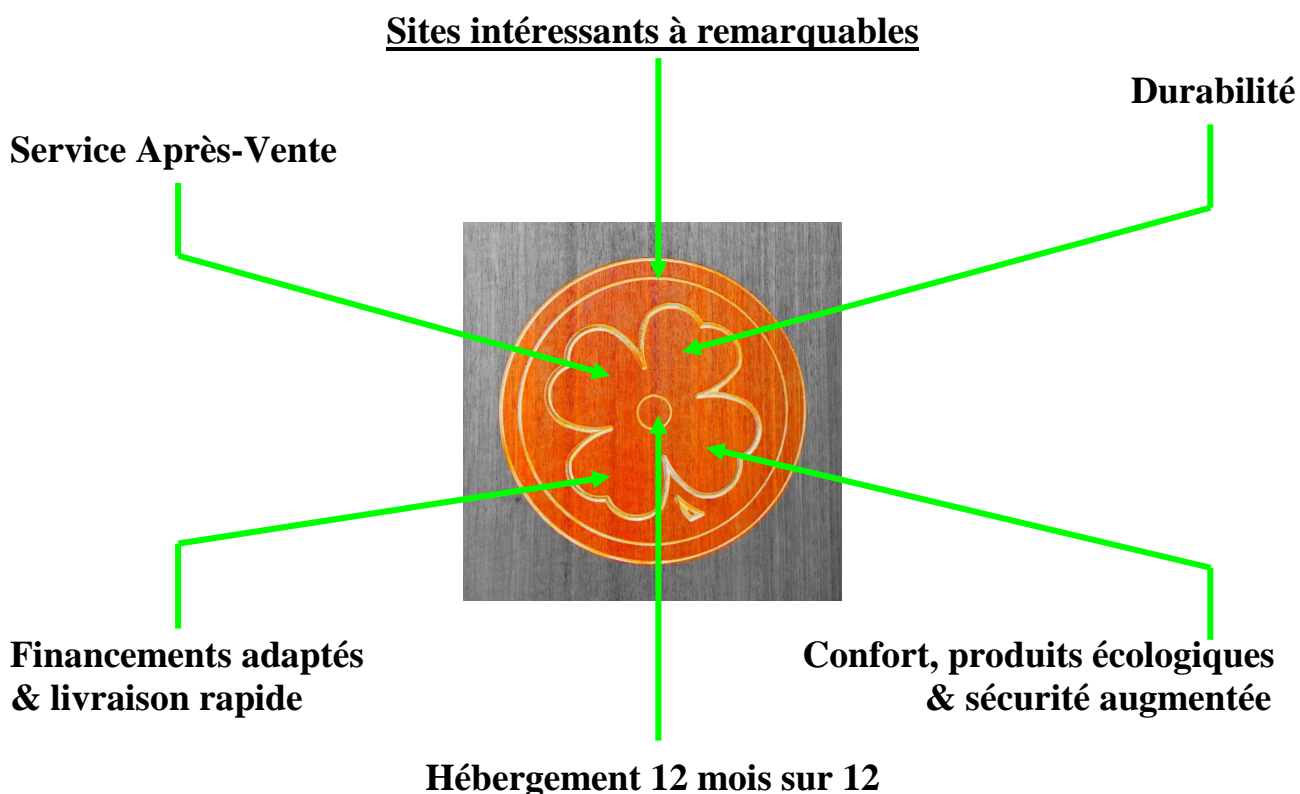 Sites intéressants à remarquables
Durabilité
Service Après-Vente
Financements adaptés
& livraison rapide
Confort, produits écologiques
& sécurité augmentée
Hébergement 12 mois sur 12